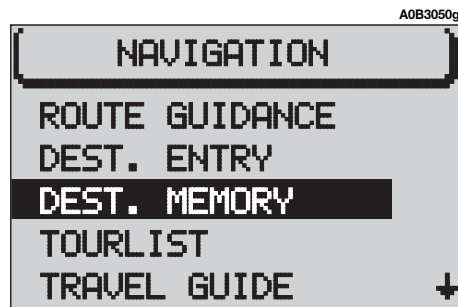 A0B3050g
NAVIGATION
ROUTE GUIDANCE
DEST. ENTRY
DEST. MEMORY
TOURLIST
TRAVEL GUIDE